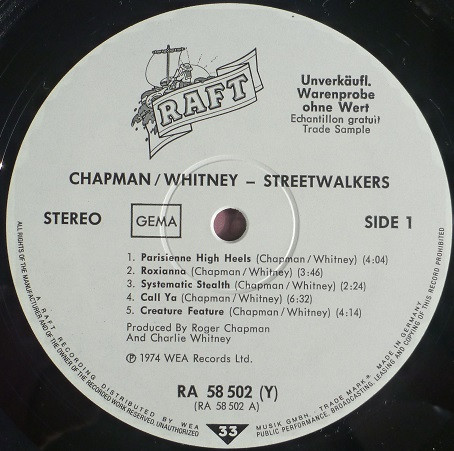 RAFT
Unverkäufl.
Warenprobe
ohne Wert
Echantillon gratuit
Trade Sample
CHAPMAN/WHITNEY – STREETWALKERS
STEREO GEMA SIDE 1
1. Parisienne High Heels (Chapman/Whitney) (4:04)
2. Roxianna (Chapman/Whitney) (3:46)
3. Systematic Stealth (Chapman/Whitney) (2:24)
4. Call Ya (Chapman/Whitney) (6:32)
5. Creature Feature (Chapman/Whitney) (4:14)
Produced By Roger Chapman
And Charlie Whitney
℗ 1974 WEA Records Ltd.
RA 58 502 (Y)
(RA 58 502 A)
33
A RAFT RECORDING. DISTRIBUTED BY WEA MUSIK GMBH. TRADE MARK® MADE IN GERMANY
ALL RIGHTS OF THE MANUFACTURER AND OF THE OWNER OF THE RECORDED WORK RESERVED. UNAUTHORIZED PUBLIC PERFORMANCE, BROADCASTING, LEASING AND COPYING OF THIS RECORD PROHIBITED